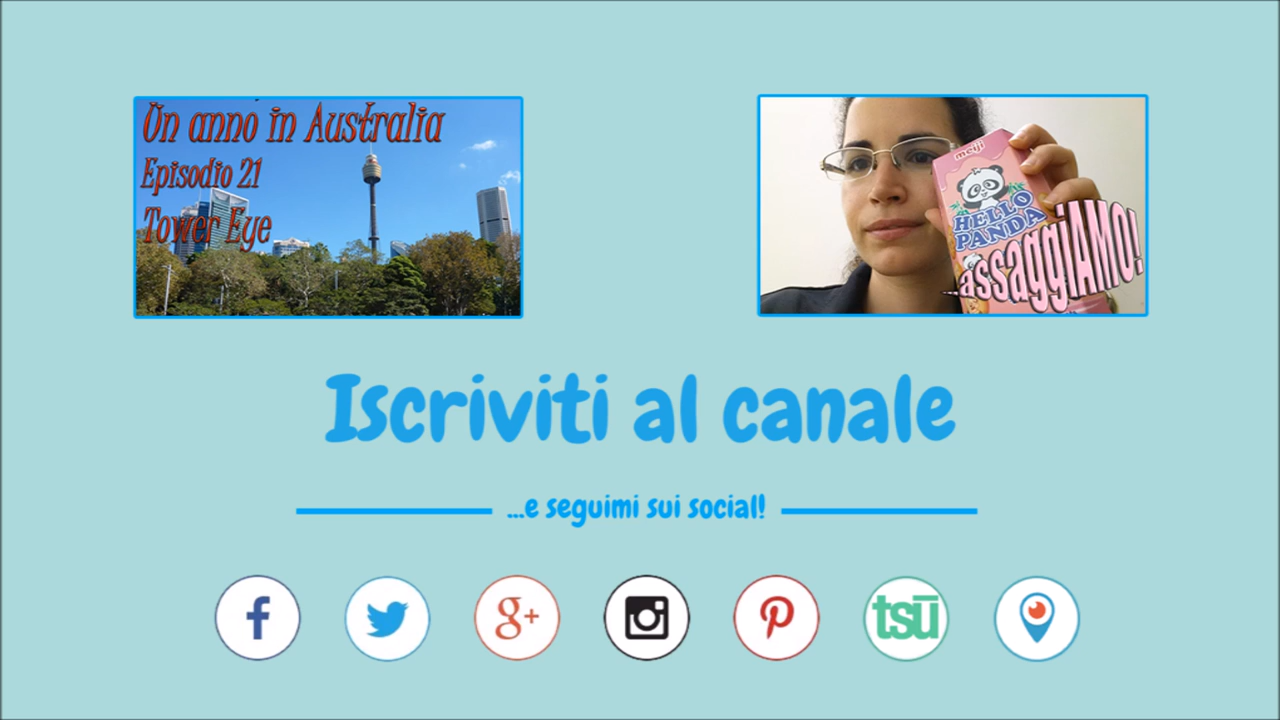 Un anno in Australia
Episodio 21
Tower Eye
meiji
HELLO
PANDA
...assaggiAMO!
Iscriviti al canale
...e seguimi sui social!
f
g+
tsū